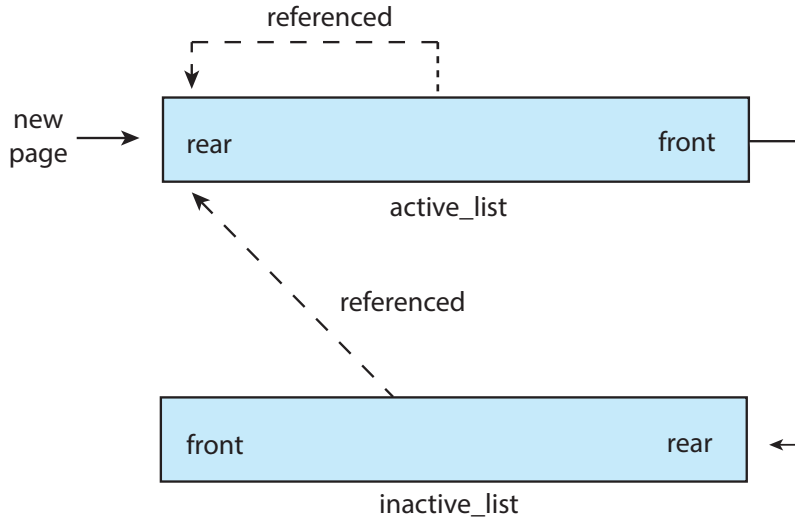 referenced
new
page
rear
front
active_list
referenced
front
rear
inactive_list